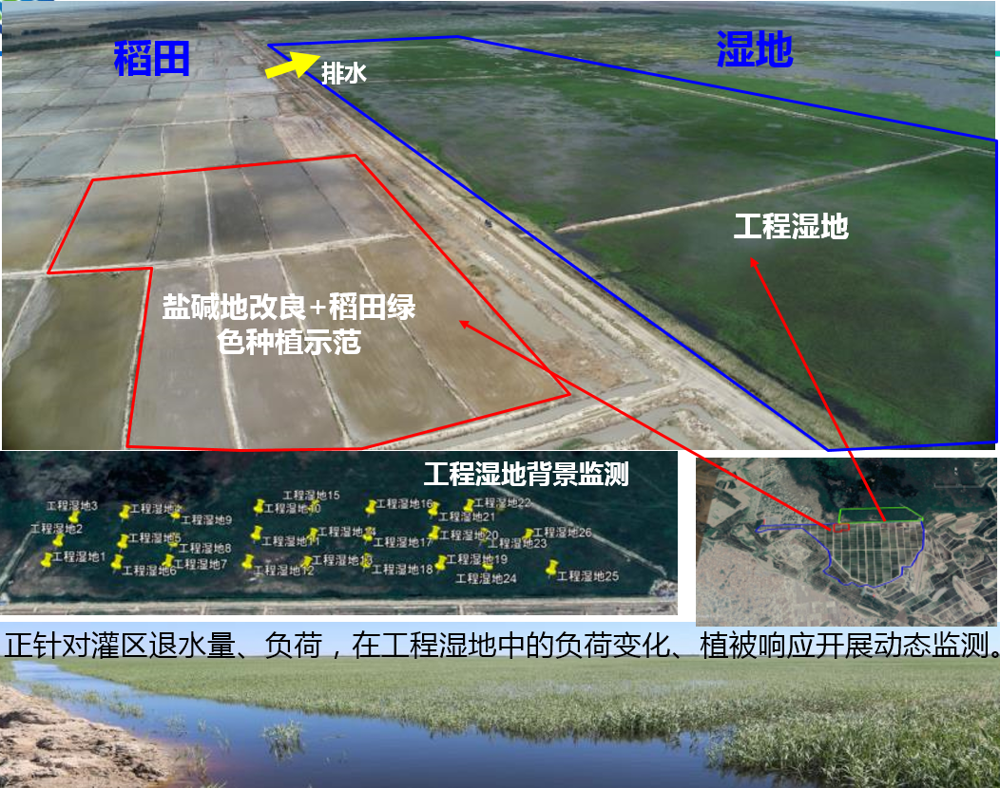 稻田
湿地
排水
工程湿地
盐碱地改良+稻田绿
色种植示范
工程湿地背景监测
工程湿地15
工程湿地3
工程湿地10
工程湿地16
工程湿地22
工程湿地9
工程湿地21
工程湿地2
工程湿地5
工程湿地8
工程湿地11
工程湿地17
工程湿地20
工程湿地23
工程湿地26
工程湿地1
工程湿地6
工程湿地7
工程湿地12
工程湿地13
工程湿地18
工程湿地19
工程湿地24
工程湿地25
正针对灌区退水量、负荷，在工程湿地中的负荷变化、植被响应开展动态监测。